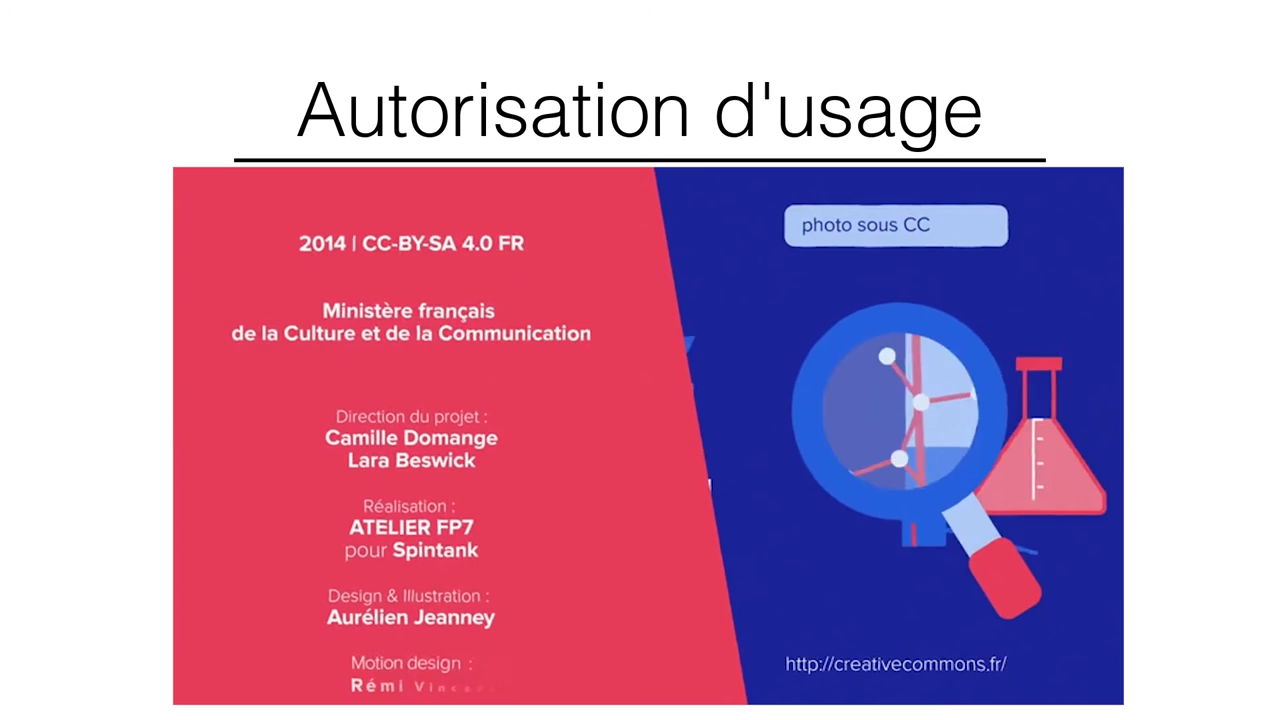 Autorisation d'usage
2014 | CC-BY-SA 4.0 FR
Ministère français
de la Culture et de la Communication
Direction du projet :
Camille Domange
Lara Beswick
Réalisation :
ATELIER FP7
pour Spintank
Design & Illustration :
Aurélien Jeanney
Motion design :
Rémi
photo sous CC
http://creativecommons.fr/